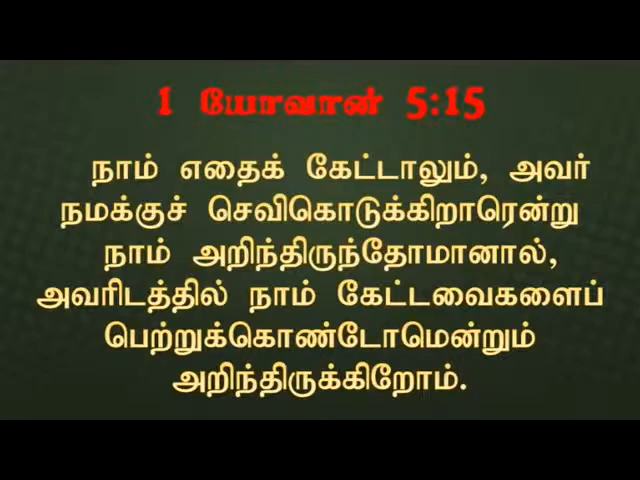 1 யோவான் 5:15
நாம் எதைக் கேட்டாலும், அவர்
நமக்குச் செவிகொடுக்கிறாரென்று
நாம் அறிந்திருந்தோமானால்,
அவரிடத்தில் நாம் கேட்டவைகளைப்
பெற்றுக்கொண்டோமென்றும்
அறிந்திருக்கிறோம்.